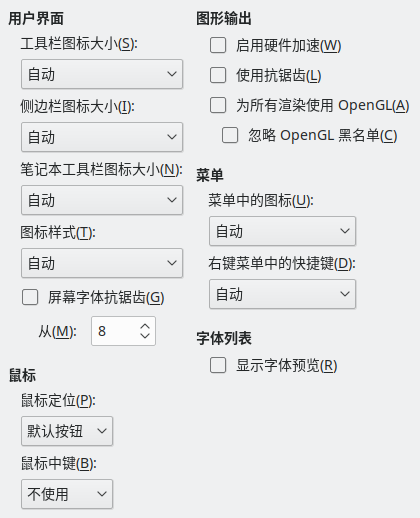 用户界面
工具栏图标大小(S):
自动
侧边栏图标大小(I):
自动
笔记本工具栏图标大小(N):
自动
图标样式(T):
自动
屏幕字体抗锯齿(G)
从(M): 8
鼠标
鼠标定位(P):
默认按钮
鼠标中键(B):
不使用
图形输出
启用硬件加速(W)
使用抗锯齿(L)
为所有渲染使用 OpenGL(A)
忽略 OpenGL 黑名单(C)
菜单
菜单中的图标(U):
自动
右键菜单中的快捷键(D):
自动
字体列表
显示字体预览(R)